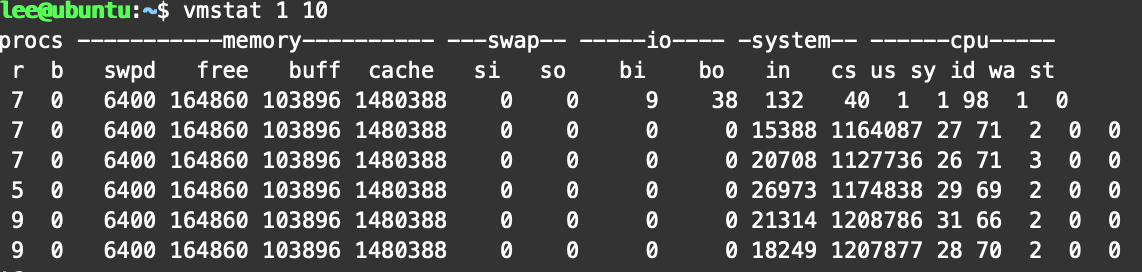 lee@ubuntu:~$ vmstat 1 10
procs -----------memory---------- ---swap-- -----io---- -system-- ------cpu-----
 r  b   swpd   free   buff  cache   si   so    bi    bo   in   cs us sy id wa st
 7  0   6400 164860 103896 1480388    0    0     9    38  132   40  1  1 98  1  0
 7  0   6400 164860 103896 1480388    0    0     0     0 15388 1164087 27 71  2  0  0
 7  0   6400 164860 103896 1480388    0    0     0     0 20708 1127736 26 71  3  0  0
 5  0   6400 164860 103896 1480388    0    0     0     0 26973 1174838 29 69  2  0  0
 9  0   6400 164860 103896 1480388    0    0     0     0 21314 1208786 31 66  2  0  0
 9  0   6400 164860 103896 1480388    0    0     0     0 18249 1207877 28 70  2  0  0